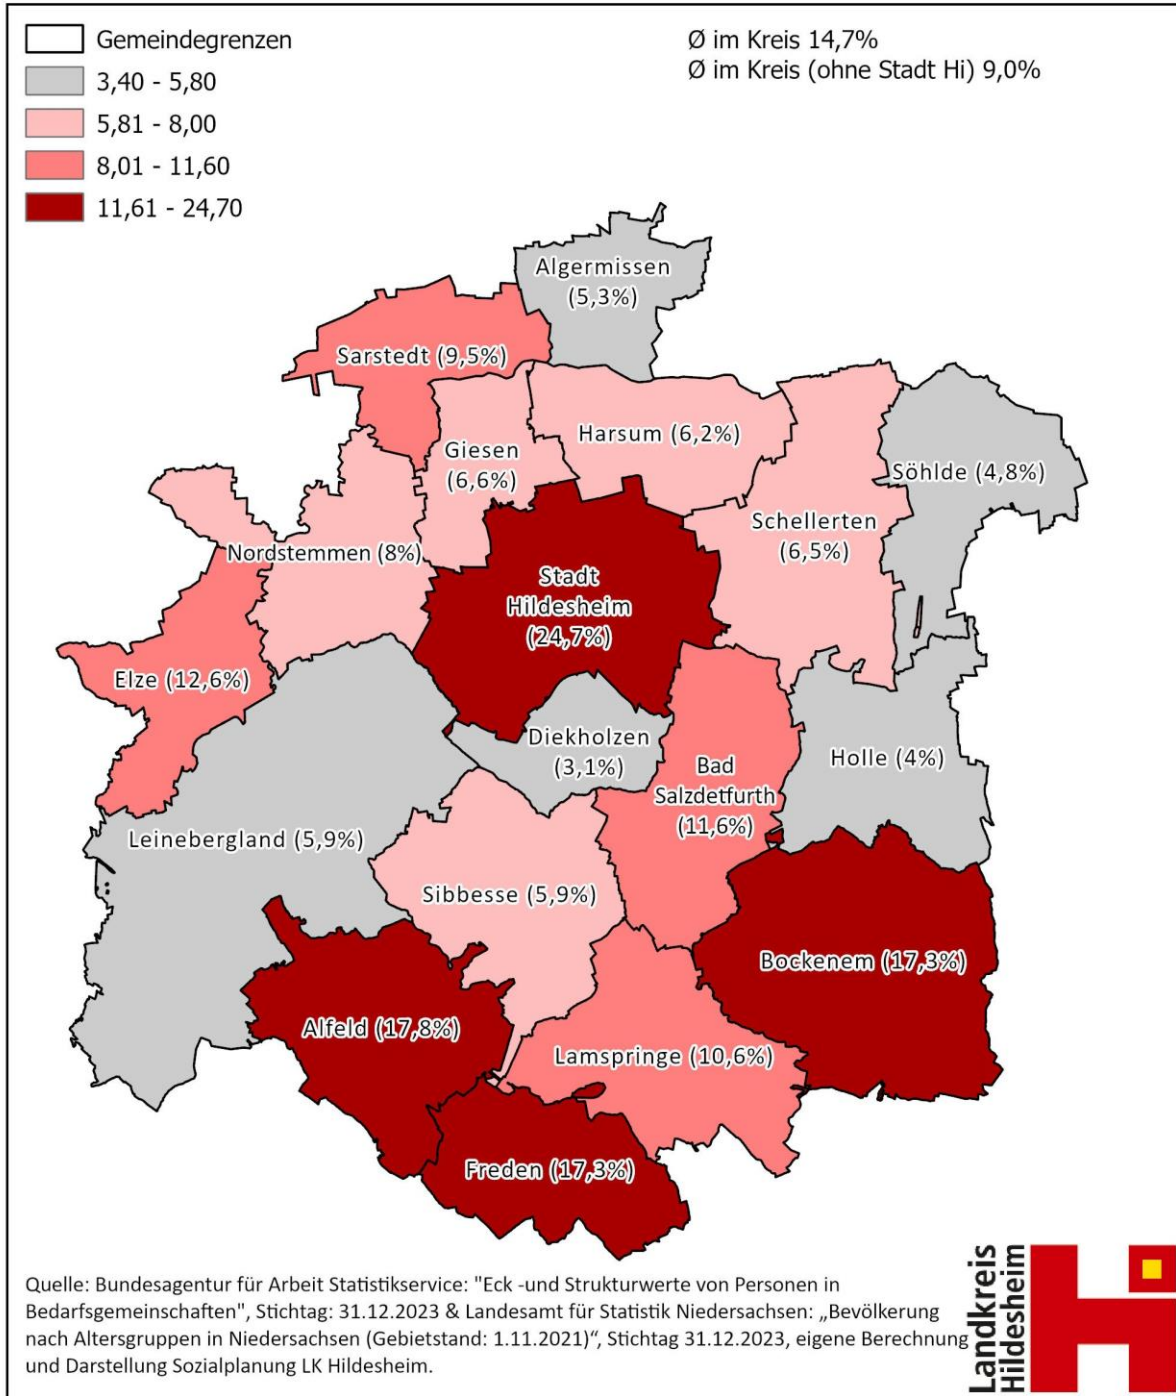 Gemeindegrenzen
3,40 - 5,80
5,81 - 8,00
8,01 - 11,60
11,61 - 24,70
Ø im Kreis 14,7%
Ø im Kreis (ohne Stadt Hi) 9,0%
Algermissen
(5,3%)
Sarstedt (9,5%)
Harsum (6,2%)
Giesen
(6,6%)
Söhlde (4,8%)
Schellerten
(6,5%)
Nordstemmen (8%)
Stadt
Hildesheim
(24,7%)
Elze (12,6%)
Diekholzen
(3,1%)
Bad
Salzdetfurth
(11,6%)
Holle (4%)
Leinebergland (5,9%)
Sibbesse (5,9%)
Bockenem (17,3%)
Alfeld (17,8%)
Lamspringe (10,6%)
Freden (17,3%)
Quelle: Bundesagentur für Arbeit Statistikservice: "Eck -und Strukturwerte von Personen in
Bedarfsgemeinschaften", Stichtag: 31.12.2023 & Landesamt für Statistik Niedersachsen: „Bevölkerung
nach Altersgruppen in Niedersachsen (Gebietstand: 1.11.2021)“, Stichtag 31.12.2023, eigene Berechnung
und Darstellung Sozialplanung LK Hildesheim.
Landkreis
Hildesheim